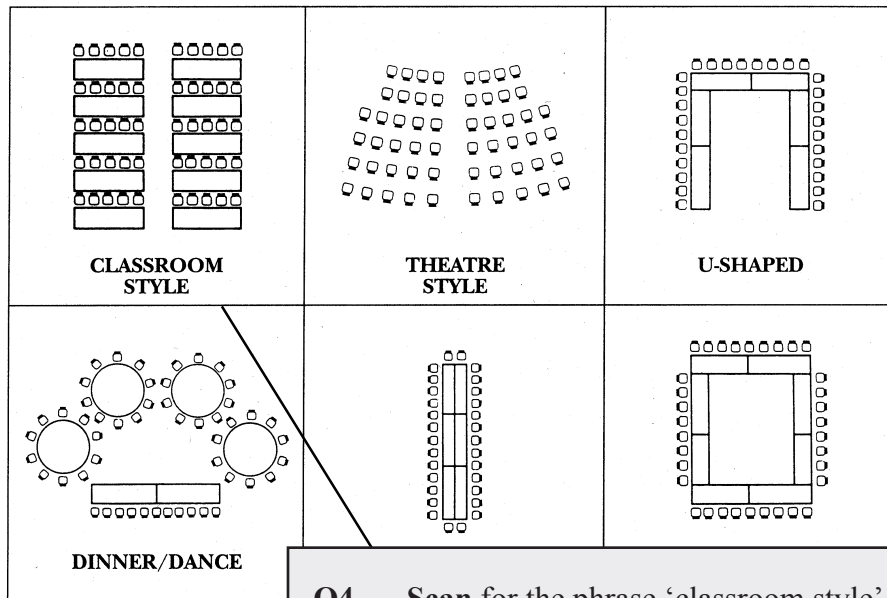 CLASSROOM
STYLE
THEATRE
STYLE
U-SHAPED
DINNER/DANCE
Q4 Scan for the phrase ‘classroom style’